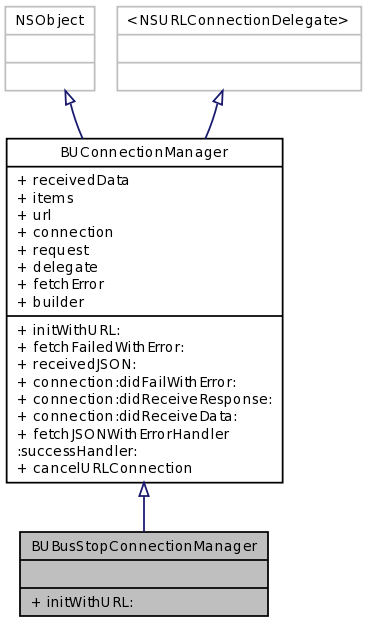 NSObject
<NSURLConnectionDelegate>
BUConnectionManager
+ receivedData
+ items
+ url
+ connection
+ request
+ delegate
+ fetchError
+ builder
+ initWithURL:
+ fetchFailedWithError:
+ receivedJSON:
+ connection:didFailWithError:
+ connection:didReceiveResponse:
+ connection:didReceiveData:
+ fetchJSONWithErrorHandler
:successHandler:
+ cancelURLConnection
BUBusStopConnectionManager
+ initWithURL: